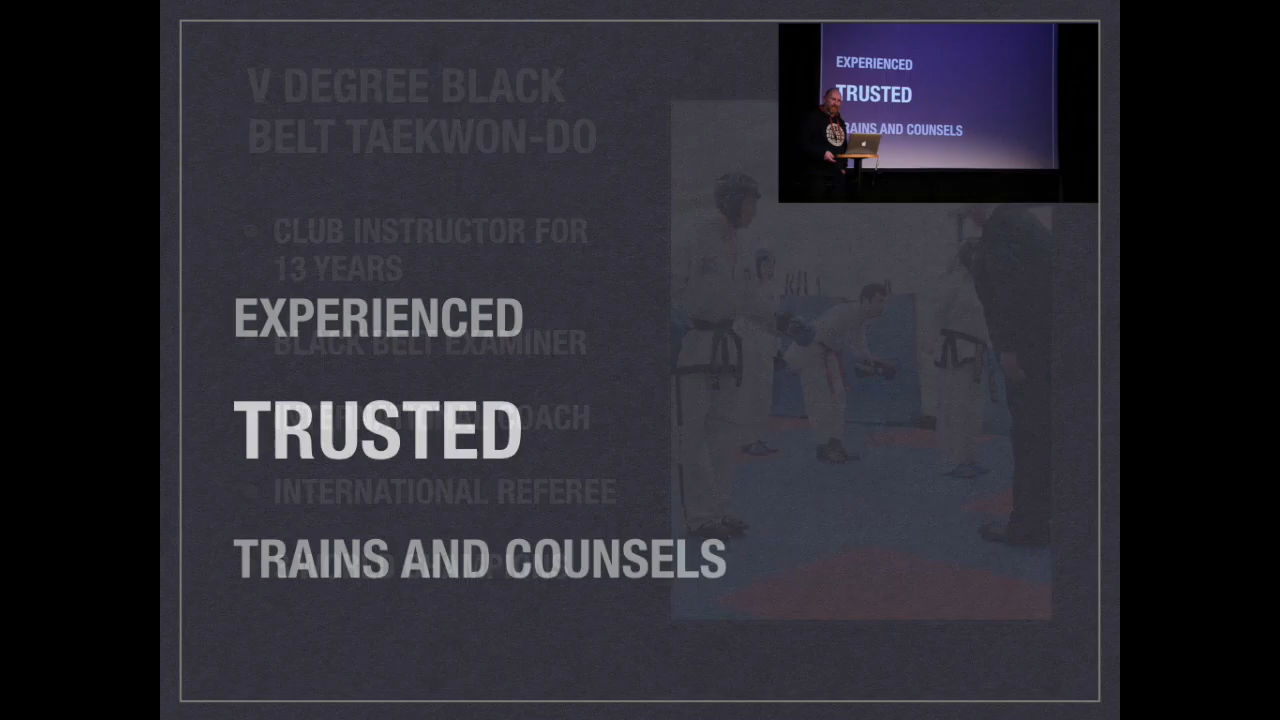 V DEGREE BLACK
BELT TAEKWON-DO
CLUB INSTRUCTOR FOR
13 YEARS
EXPERIENCED
BLACK BELT EXAMINER
TRUSTED
COACH
INTERNATIONAL REFEREE
TRAINS AND COUNSELS
EXPERIENCED
TRUSTED
TRAINS AND COUNSELS